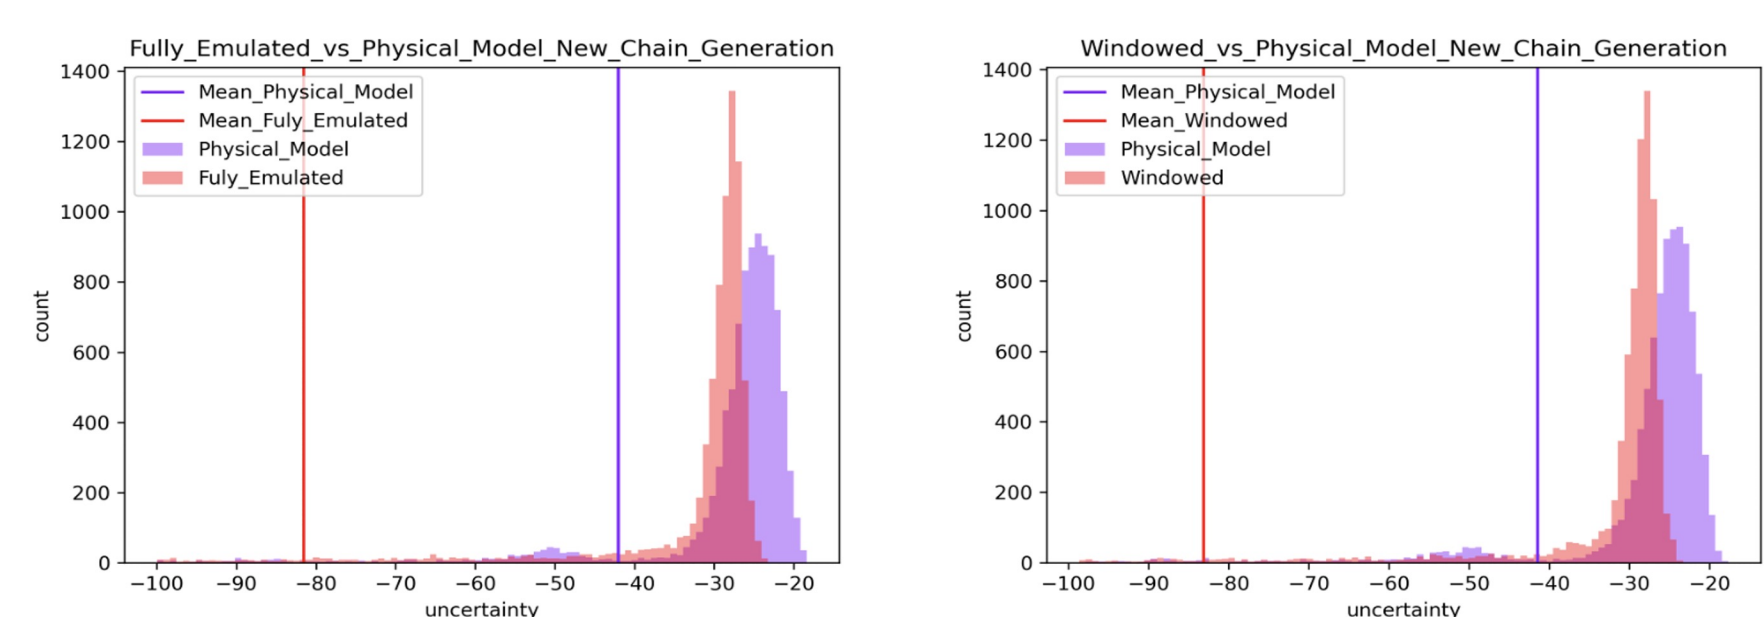 Fully_Emulated_vs_Physical_Model_New_Chain_Generation
1400
1200
1000
800
600
400
200
0
count
Mean_Physical_Model
Mean_Fuly_Emulated
Physical_Model
Fuly_Emulated
−100 −90 −80 −70 −60 −50 −40 −30 −20
uncertainty
Windowed_vs_Physical_Model_New_Chain_Generation
1400
1200
1000
800
600
400
200
0
count
Mean_Physical_Model
Mean_Windowed
Physical_Model
Windowed
−100 −90 −80 −70 −60 −50 −40 −30 −20
uncertainty